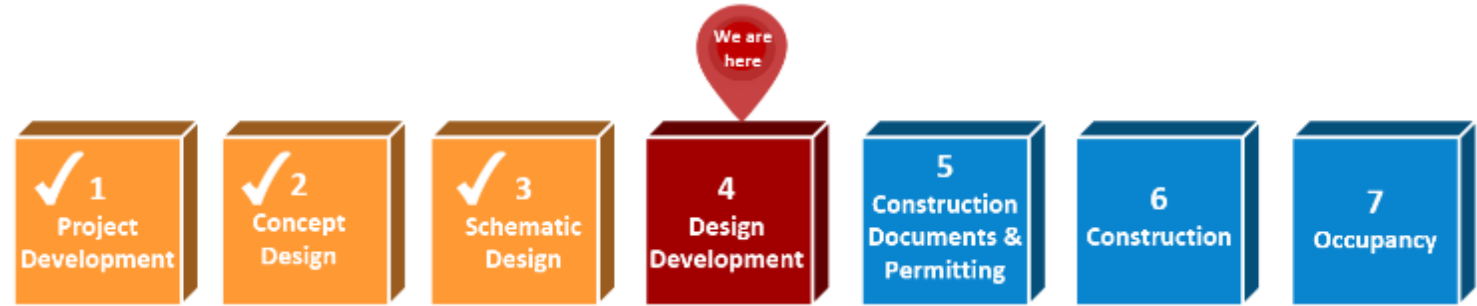 We are
here
1
Project
Development
2
Concept
Design
3
Schematic
Design
4
Design
Development
5
Construction
Documents &
Permitting
6
Construction
7
Occupancy